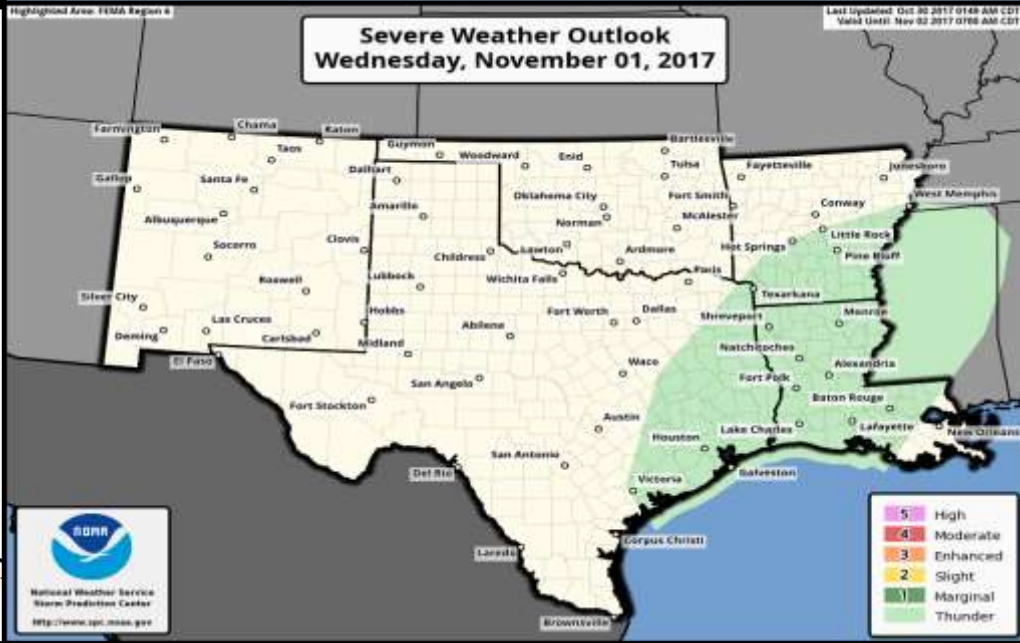 Highlighted Area: FEMA Region 6
Last Updated: Oct 30 2017 0149 AM CDT
Valid Until: Nov 02 2017 0700 AM CDT
Severe Weather Outlook
Wednesday, November 01, 2017
Farmington
Chama
Raton
Taos
Gallup
Santa Fe
Albuquerque
Socorro
Clovis
Roswell
Silver City
Las Cruces
Deming
Carlsbad
Hobbs
Guymon
Woodward
Enid
Bartlesville
Tulsa
Dalhart
Amarillo
Oklahoma City
Norman
Fort Smith
McAlester
Lawton
Ardmore
Fayetteville
Jonesboro
West Memphis
Conway
Little Rock
Hot Springs
Pine Bluff
Childress
Wichita Falls
Paris
Texarkana
Lubbock
Fort Worth
Dallas
Shreveport
Monroe
Abilene
Midland
El Paso
San Angelo
Waco
Natchitoches
Alexandria
Fort Polk
Baton Rouge
Fort Stockton
Austin
Houston
Lake Charles
Lafayette
New Orleans
San Antonio
Del Rio
Victoria
Galveston
Corpus Christi
Laredo
Brownsville
NOAA
National Weather Service
Storm Prediction Center
http://www.spc.noaa.gov
5 High
4 Moderate
3 Enhanced
2 Slight
1 Marginal
Thunder